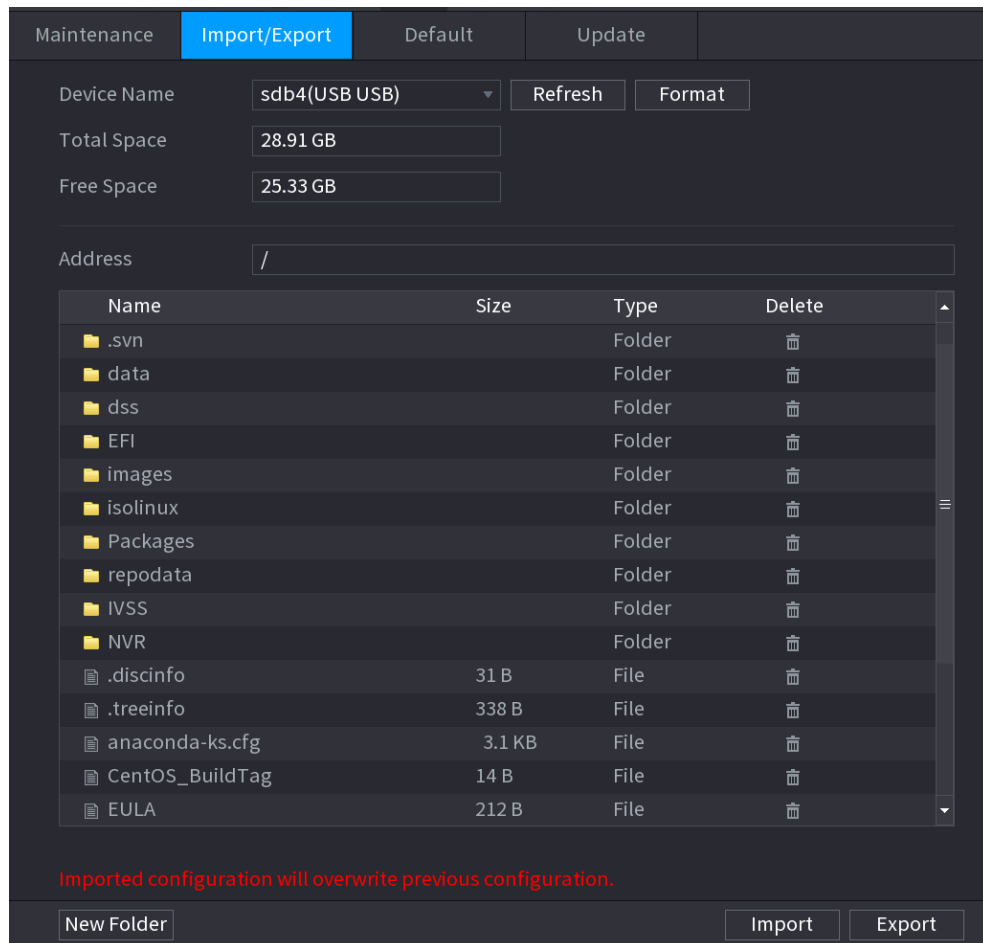 Maintenance Import/Export Default Update
Device Name sdb4(USB USB) Refresh Format
Total Space 28.91 GB
Free Space 25.33 GB
Address /
Name Size Type Delete
.svn Folder
data Folder
dss Folder
EFI Folder
images Folder
isolinux Folder
Packages Folder
repodata Folder
IVSS Folder
NVR Folder
.discinfo 31 B File
.treeinfo 338 B File
anaconda-ks.cfg 3.1 KB File
CentOS_BuildTag 14 B File
EULA 212 B File
Imported configuration will overwrite previous configuration.
New Folder Import Export